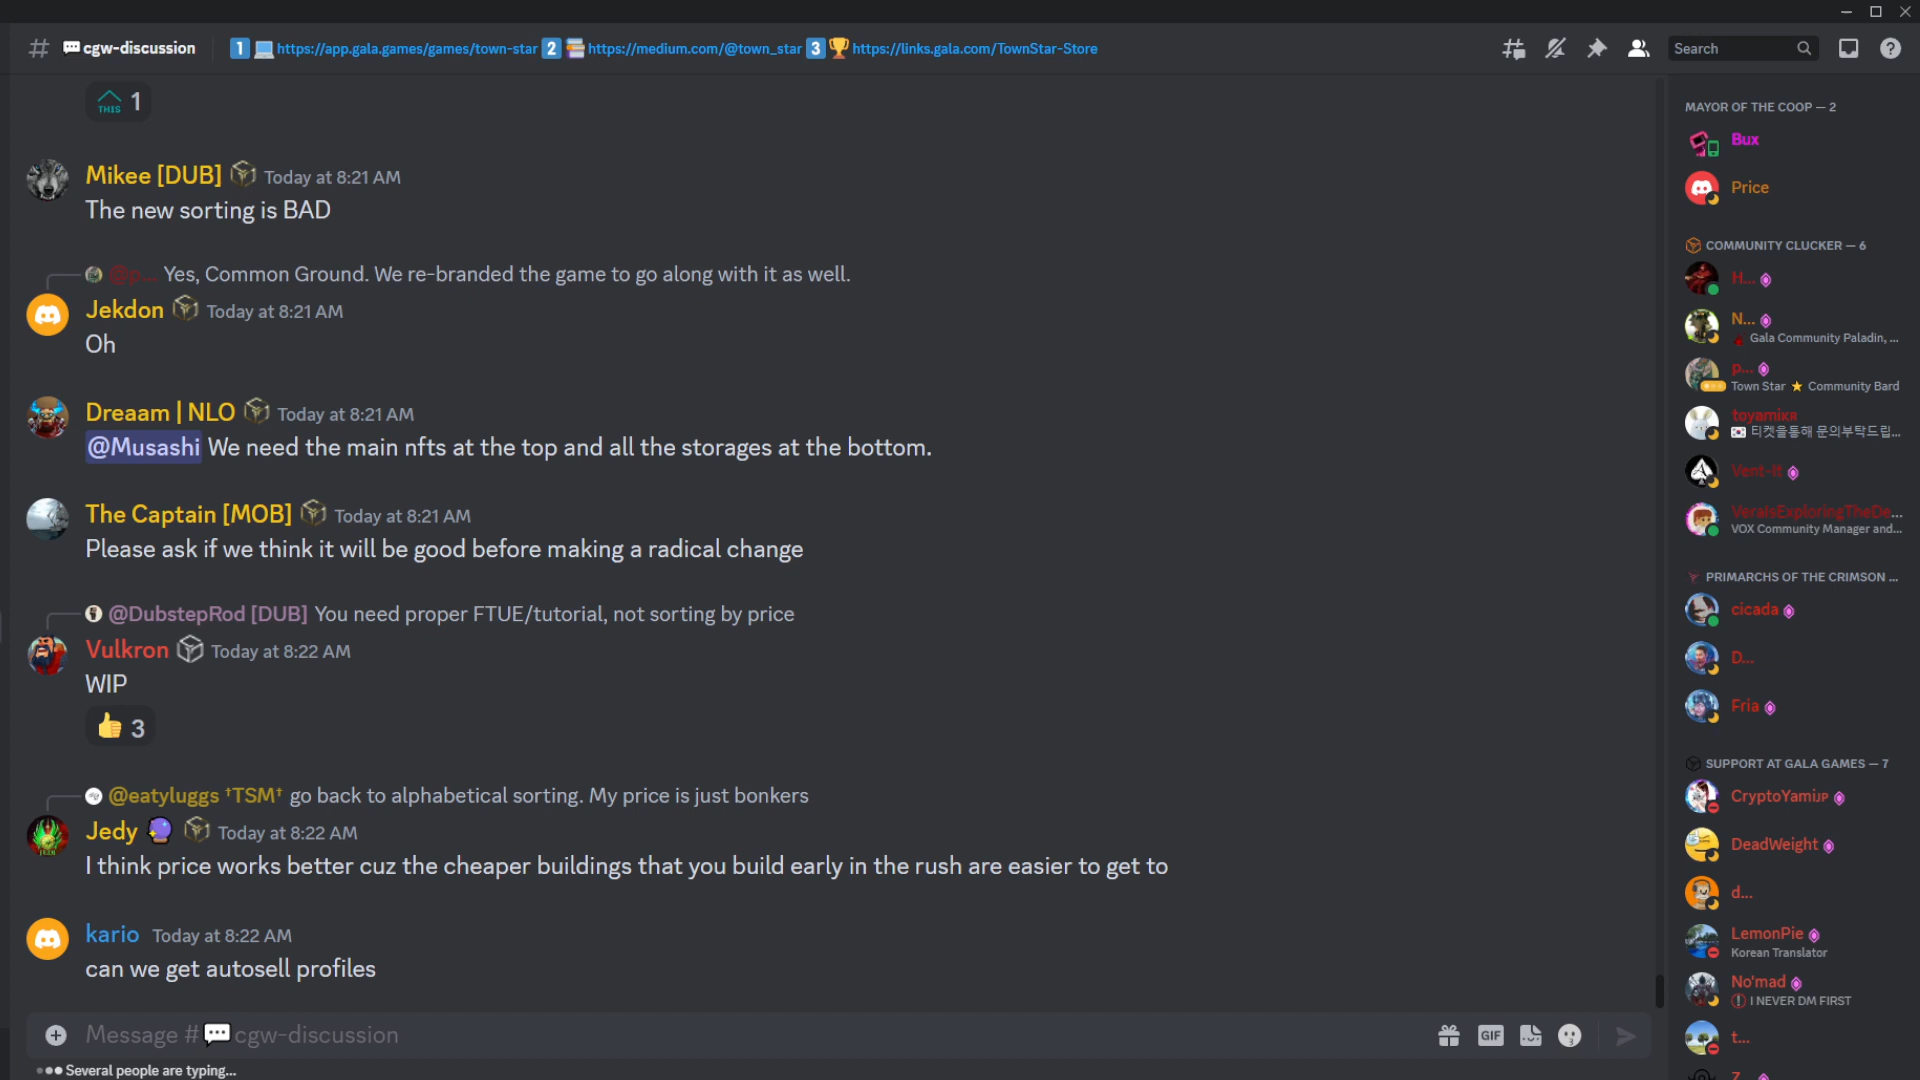 cgw-discussion
1 https://app.gala.games/games/town-star 2 https://medium.com/@town_star 3 https://links.gala.com/TownStar-Store
Search
THIS 1
Mikee [DUB] Today at 8:21 AM
The new sorting is BAD
@p... Yes, Common Ground. We re-branded the game to go along with it as well.
Jekdon Today at 8:21 AM
Oh
Dreaam | NLO Today at 8:21 AM
@Musashi We need the main nfts at the top and all the storages at the bottom.
The Captain [MOB] Today at 8:21 AM
Please ask if we think it will be good before making a radical change
@DubstepRod [DUB] You need proper FTUE/tutorial, not sorting by price
Vulkron Today at 8:22 AM
WIP
3
@eatyluggs †TSM† go back to alphabetical sorting. My price is just bonkers
Jedy Today at 8:22 AM
I think price works better cuz the cheaper buildings that you build early in the rush are easier to get to
kario Today at 8:22 AM
can we get autosell profiles
Message # cgw-discussion
GIF
Several people are typing...
MAYOR OF THE COOP — 2
Bux
Price
COMMUNITY CLUCKER — 6
H...
N...
Gala Community Paladin, ...
p...
Town Star ★ Community Bard
toyamiKR
티켓을통해 문의부탁드립...
Vent-It
VeraIsExploringTheDe...
VOX Community Manager and...
PRIMARCHS OF THE CRIMSON ...
cicada
D...
Fria
SUPPORT AT GALA GAMES — 7
CryptoYamiJP
DeadWeight
d...
LemonPie
Korean Translator
No'mad
I NEVER DM FIRST
t...
Z...